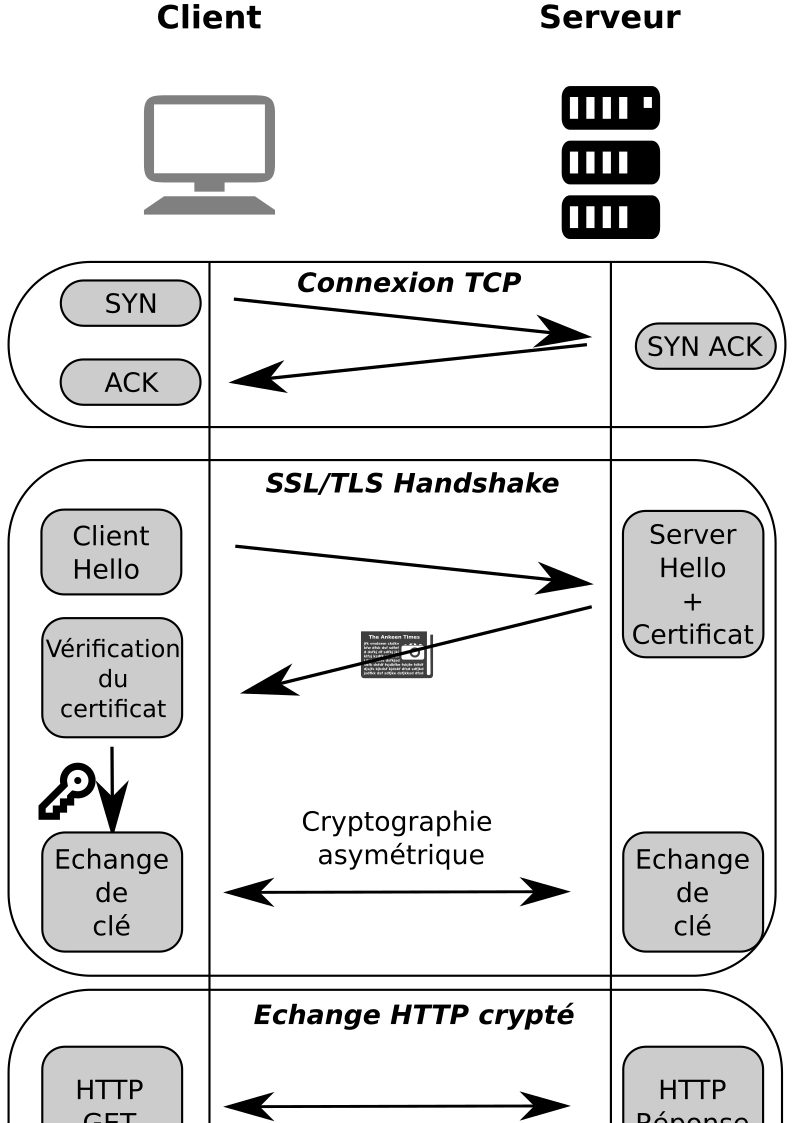 Client
Serveur
Connexion TCP
SYN
SYN ACK
ACK
SSL/TLS Handshake
Client
Hello
Server
Hello
+
Certificat
Vérification
du
certificat
The Ankeen Times
Cryptographie
asymétrique
Echange
de
clé
Echange
de
clé
Echange HTTP crypté
HTTP
GET
HTTP
Réponse